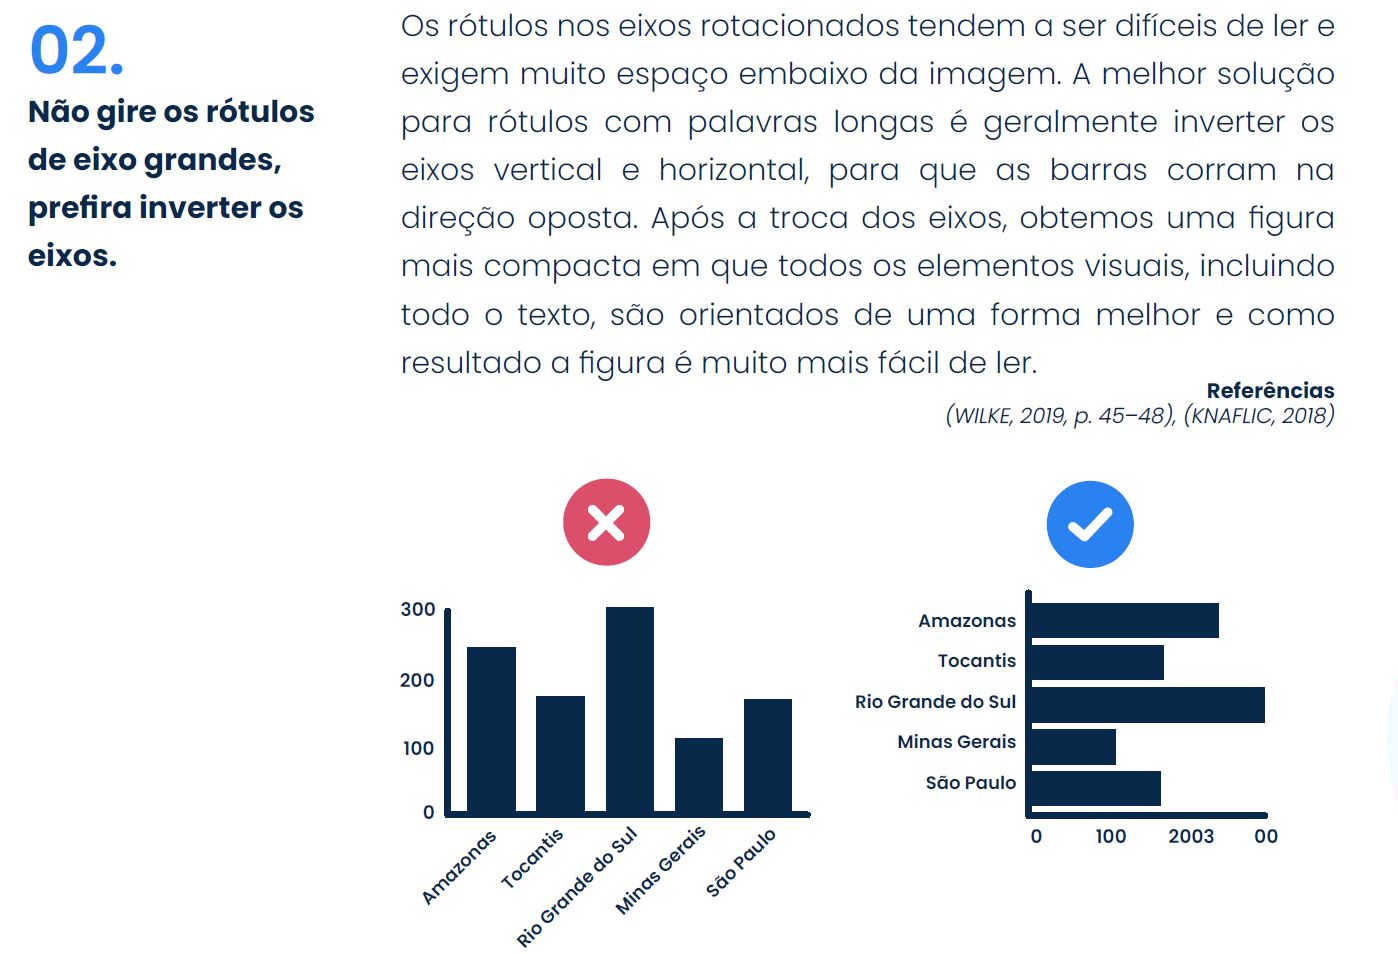 02.
Não gire os rótulos
de eixo grandes,
prefira inverter os
eixos.
Os rótulos nos eixos rotacionados tendem a ser difíceis de ler e
exigem muito espaço embaixo da imagem. A melhor solução
para rótulos com palavras longas é geralmente inverter os
eixos vertical e horizontal, para que as barras corram na
direção oposta. Após a troca dos eixos, obtemos uma figura
mais compacta em que todos os elementos visuais, incluindo
todo o texto, são orientados de uma forma melhor e como
resultado a figura é muito mais fácil de ler.
Referências
(WILKE, 2019, p. 45–48), (KNAFLIC, 2018)
300
200
100
0
Amazonas
Tocantis
Rio Grande do Sul
Minas Gerais
São Paulo
Amazonas
Tocantis
Rio Grande do Sul
Minas Gerais
São Paulo
0 100 2003 00